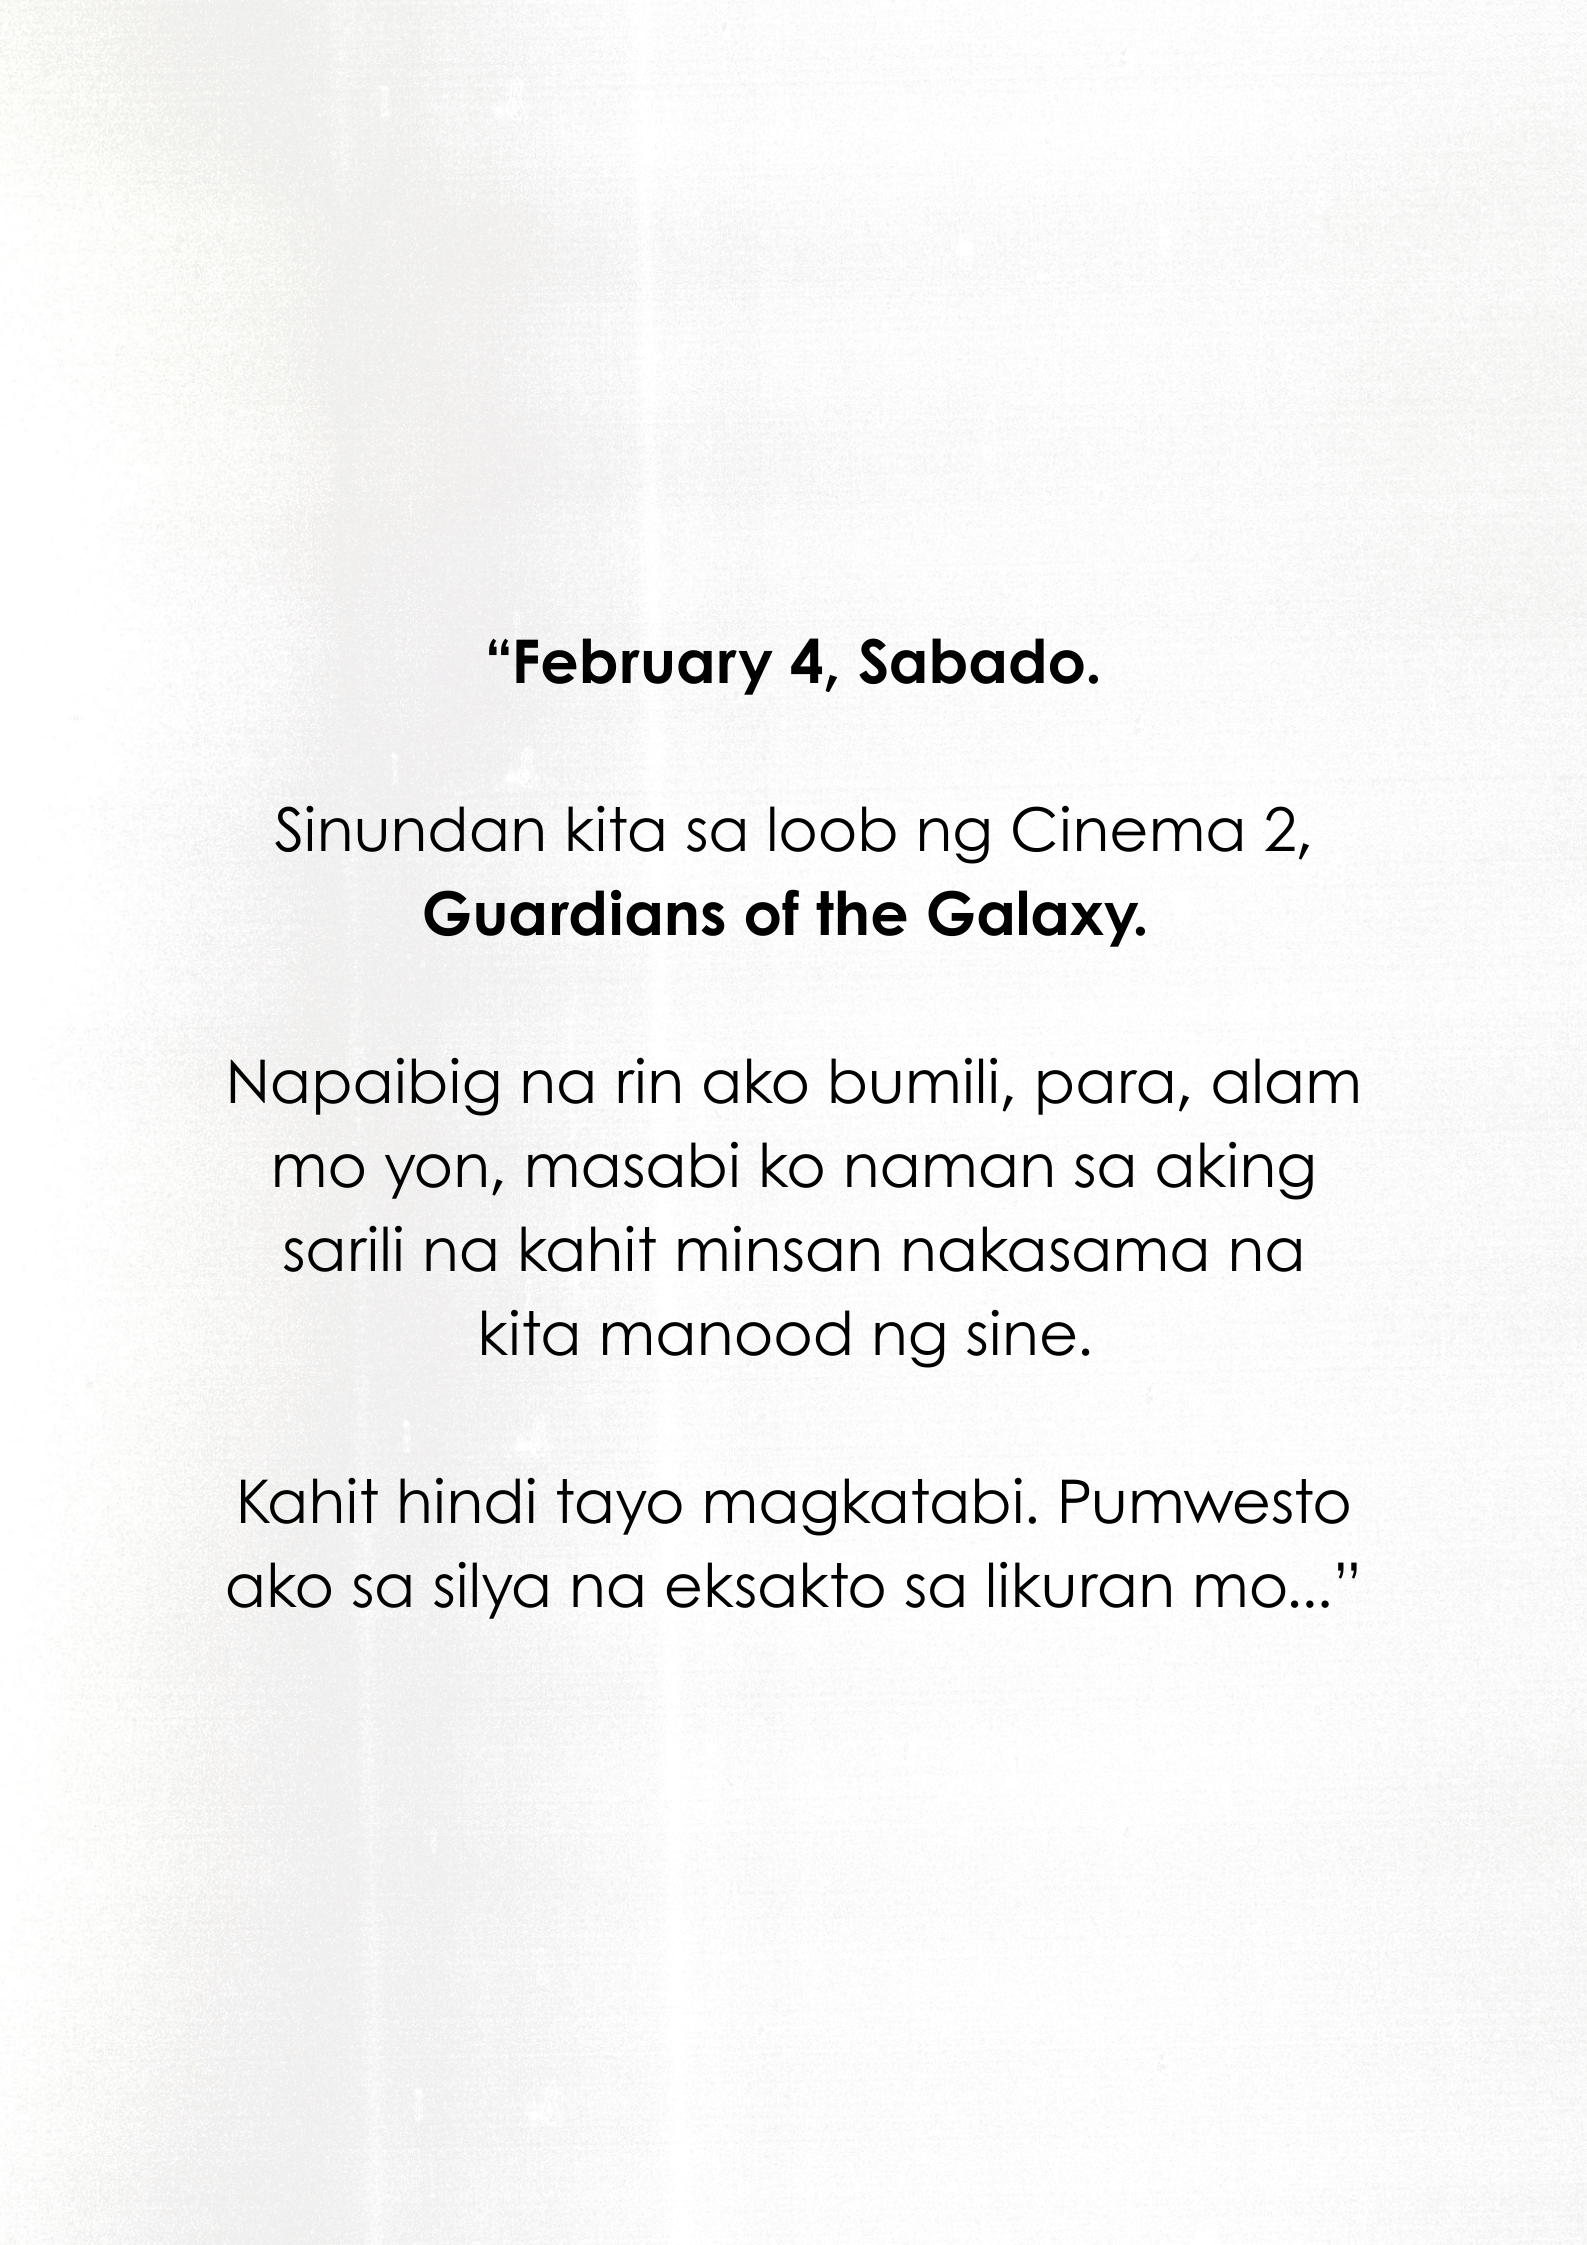 “February 4, Sabado.
Sinundan kita sa loob ng Cinema 2,
Guardians of the Galaxy.
Napaibig na rin ako bumili, para, alam
mo yon, masabi ko naman sa aking
sarili na kahit minsan nakasama na
kita manood ng sine.
Kahit hindi tayo magkatabi. Pumwesto
ako sa silya na eksakto sa likuran mo...”